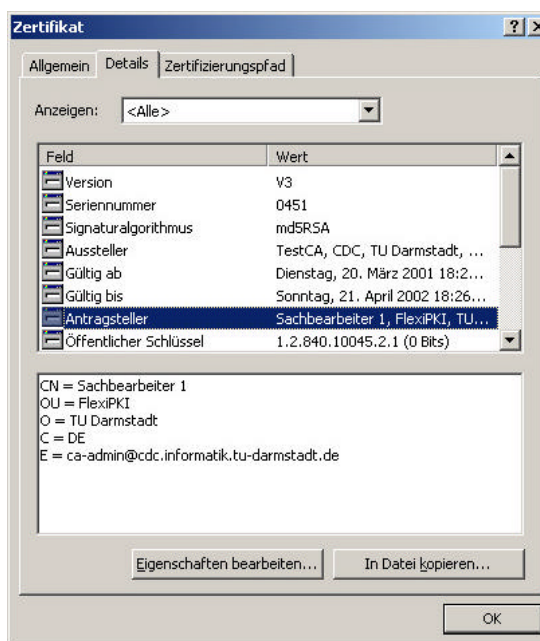 Zertifikat
Allgemein Details Zertifizierungspfad
Anzeigen: <Alle>
Feld Wert
Version V3
Seriennummer 0451
Signaturalgorithmus md5RSA
Aussteller TestCA, CDC, TU Darmstadt, ...
Gültig ab Dienstag, 20. März 2001 18:2...
Gültig bis Sonntag, 21. April 2002 18:26...
Antragsteller Sachbearbeiter 1, FlexiPKI, TU...
Öffentlicher Schlüssel 1.2.840.10045.2.1 (0 Bits)
CN = Sachbearbeiter 1
OU = FlexiPKI
O = TU Darmstadt
C = DE
E = ca-admin@cdc.informatik.tu-darmstadt.de
Eigenschaften bearbeiten... In Datei kopieren...
OK